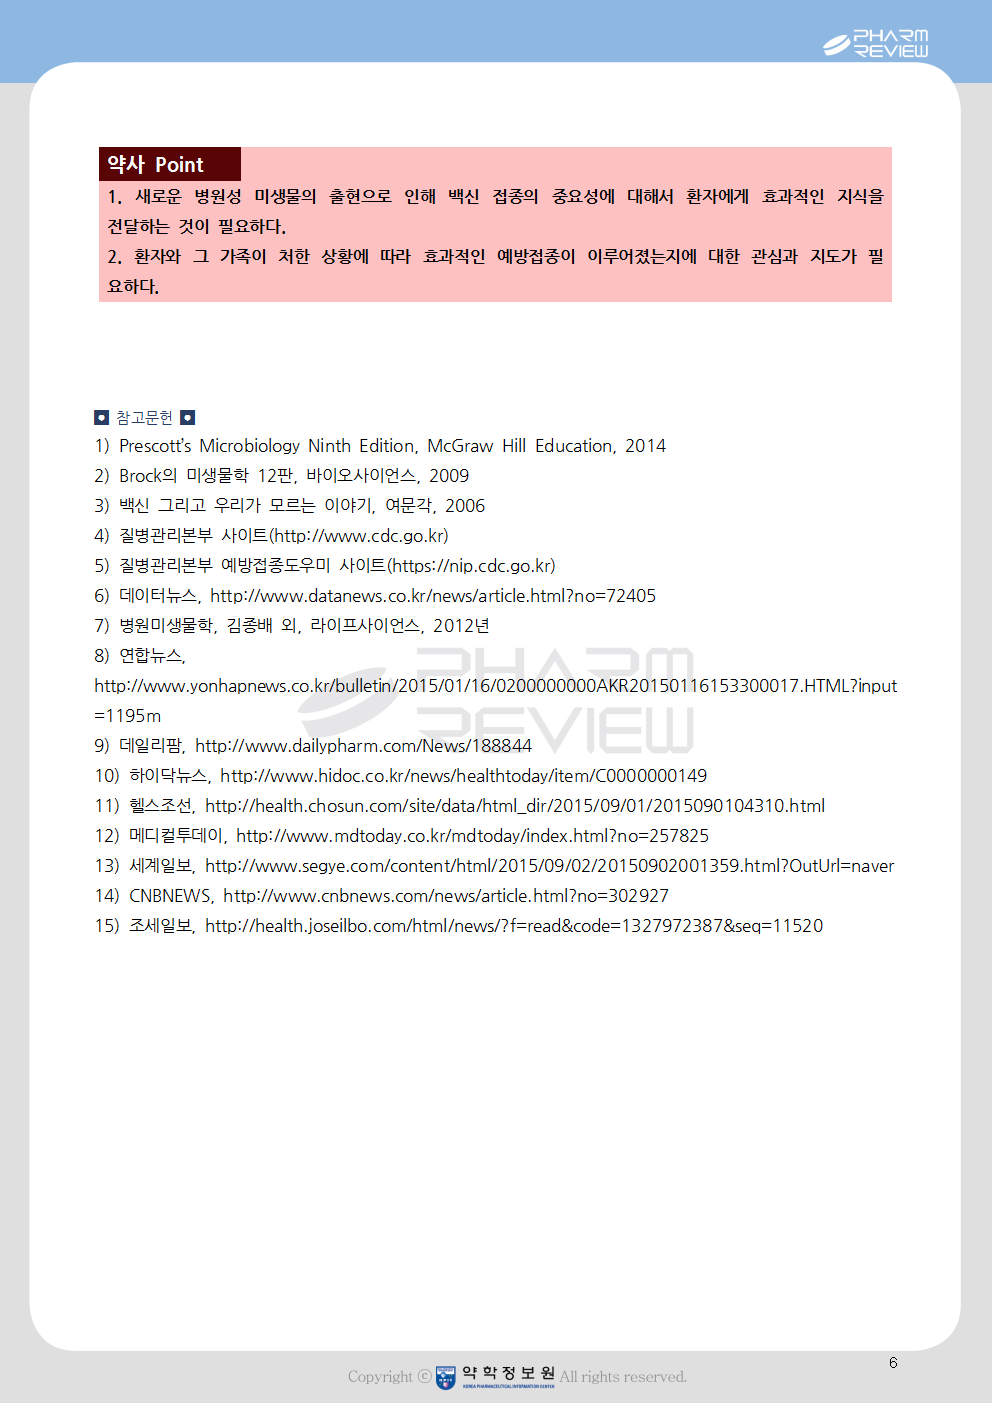 PHARM
REVIEW
약사 Point
1. 새로운 병원성 미생물의 출현으로 인해 백신 접종의 중요성에 대해서 환자에게 효과적인 지식을
전달하는 것이 필요하다.
2. 환자와 그 가족이 처한 상황에 따라 효과적인 예방접종이 이루어졌는지에 대한 관심과 지도가 필
요하다.
참고문헌
1) Prescott's Microbiology Ninth Edition, McGraw Hill Education, 2014
2) Brock의 미생물학 12판, 바이오사이언스, 2009
3) 백신 그리고 우리가 모르는 이야기, 여문각, 2006
4) 질병관리본부 사이트(http://www.cdc.go.kr)
5) 질병관리본부 예방접종도우미 사이트(https://nip.cdc.go.kr)
6) 데이터뉴스, http://www.datanews.co.kr/news/article.html?no=72405
7) 병원미생물학, 김종배 외, 라이프사이언스, 2012년
8) 연합뉴스,
http://www.yonhapnews.co.kr/bulletin/2015/01/16/0200000000AKR20150116153300017.HTML?input
=1195m
PHARM
REVIEW
9) 데일리팜, http://www.dailypharm.com/News/188844
10) 하이닥뉴스, http://www.hidoc.co.kr/news/healthtoday/item/C0000000149
11) 헬스조선, http://health.chosun.com/site/data/html_dir/2015/09/01/2015090104310.html
12) 메디컬투데이, http://www.mdtoday.co.kr/mdtoday/index.html?no=257825
13) 세계일보, http://www.segye.com/content/html/2015/09/02/20150902001359.html?OutUrl=naver
14) CNBNEWS, http://www.cnbnews.com/news/article.html?no=302927
15) 조세일보, http://health.joseilbo.com/html/news/?f=read&code=1327972387&seq=11520
6
Copyright ⓒ 약학정보원 All rights reserved.
KOREA PHARMACEUTICAL INFORMATION CENTER